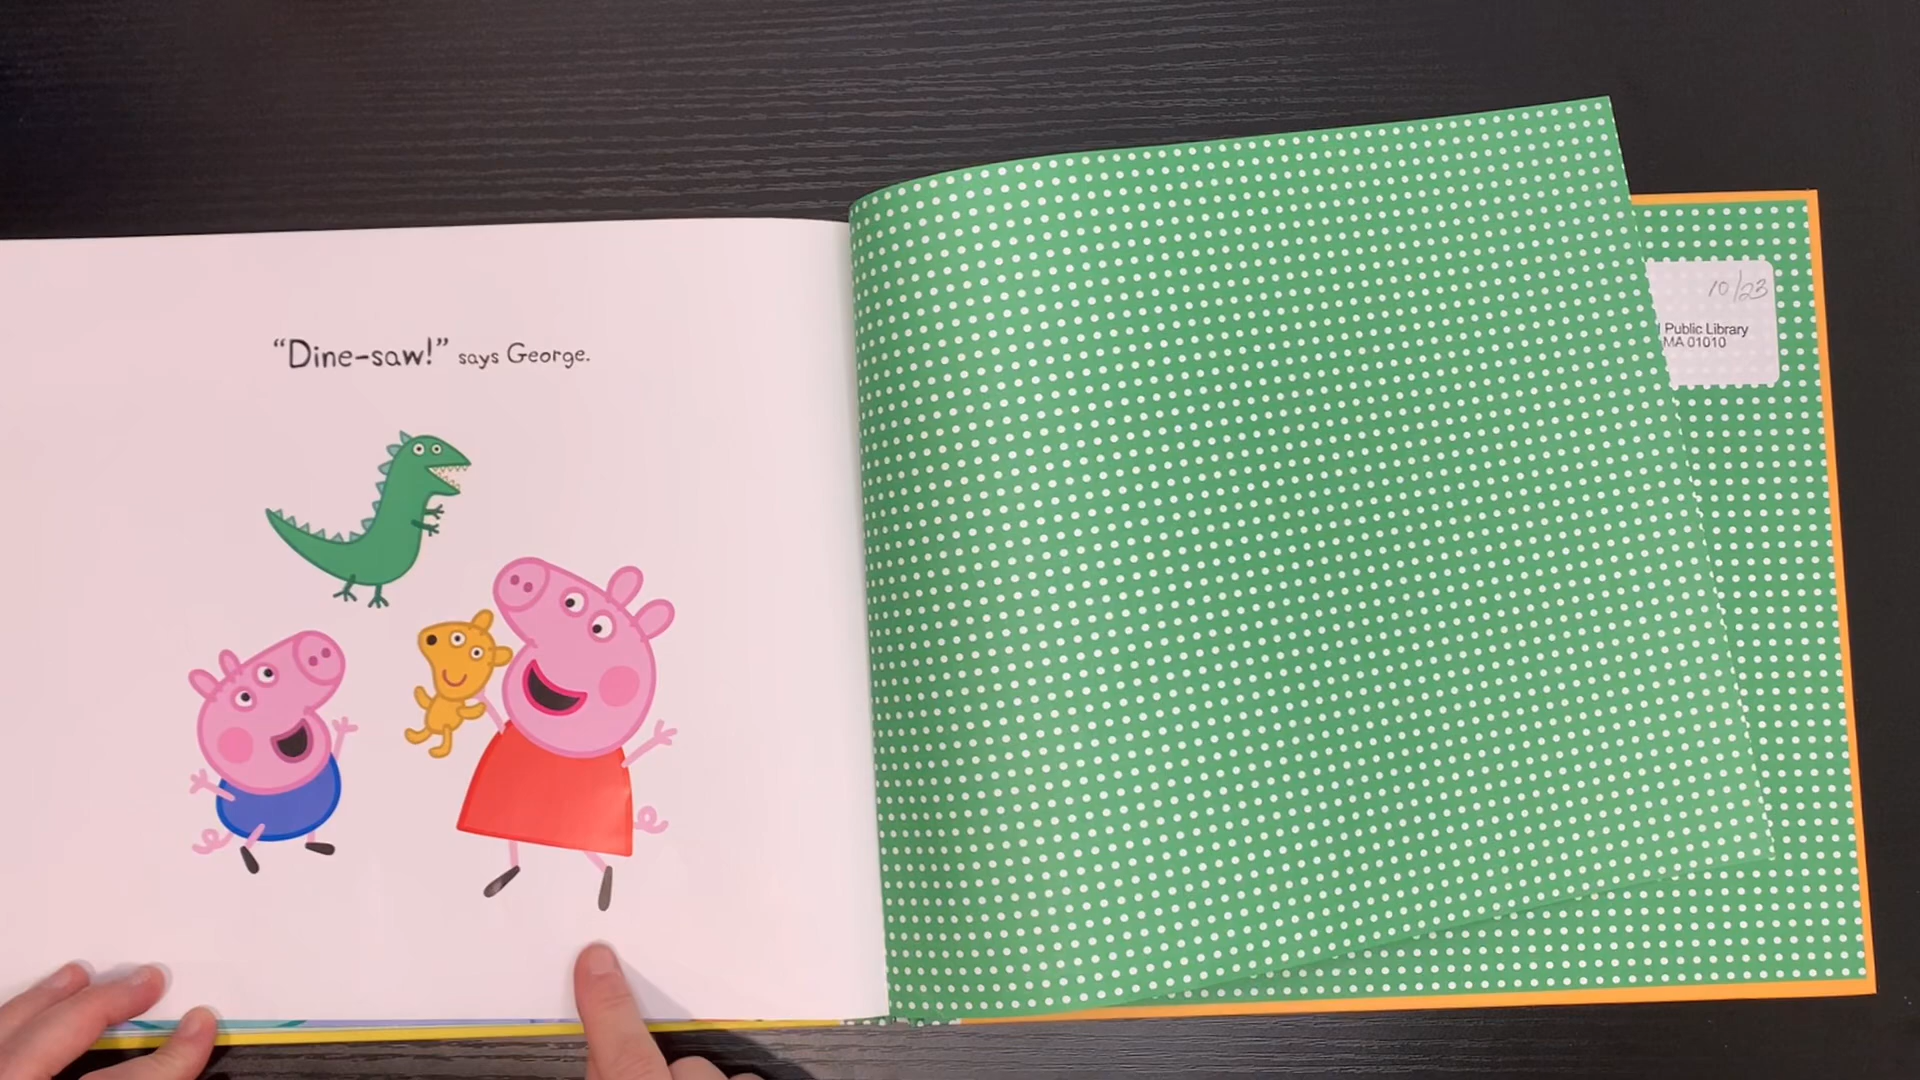 “Dine-saw!” says George.
10/23
Public Library
MA 01010